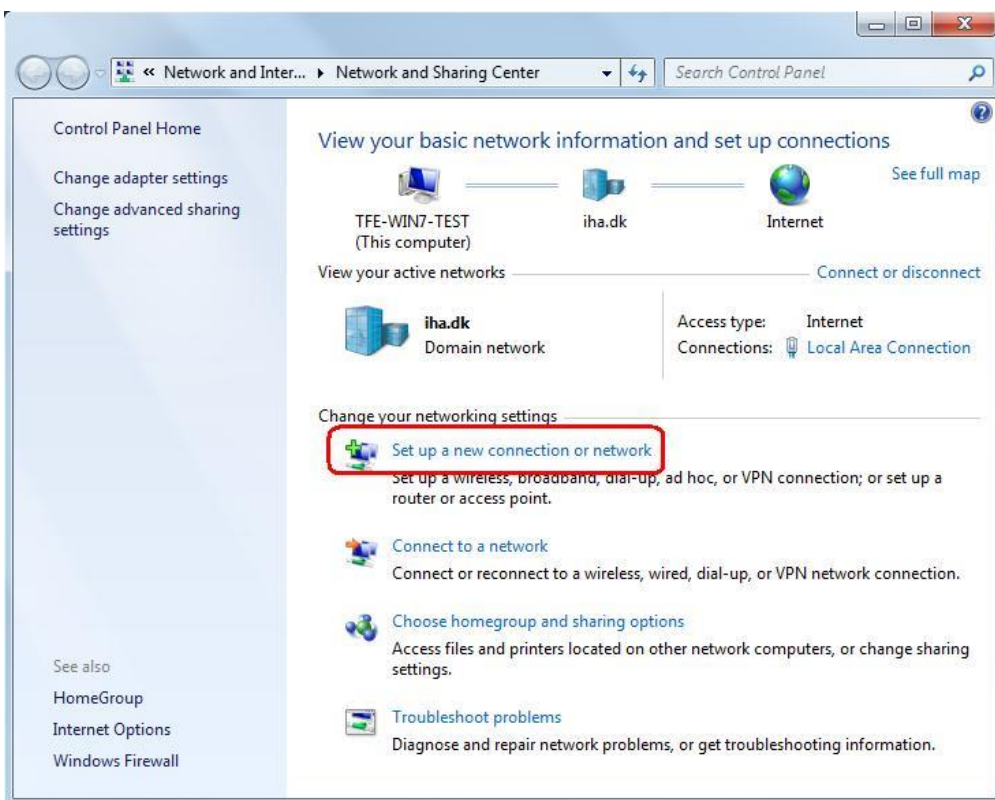 « Network and Inter... ▸ Network and Sharing Center
Search Control Panel
Control Panel Home
Change adapter settings
Change advanced sharing
settings
See also
HomeGroup
Internet Options
Windows Firewall
View your basic network information and set up connections
See full map
TFE-WIN7-TEST
(This computer)
iha.dk
Internet
View your active networks
Connect or disconnect
iha.dk
Domain network
Access type: Internet
Connections: Local Area Connection
Change your networking settings
Set up a new connection or network
Set up a wireless, broadband, dial-up, ad hoc, or VPN connection; or set up a
router or access point.
Connect to a network
Connect or reconnect to a wireless, wired, dial-up, or VPN network connection.
Choose homegroup and sharing options
Access files and printers located on other network computers, or change sharing
settings.
Troubleshoot problems
Diagnose and repair network problems, or get troubleshooting information.